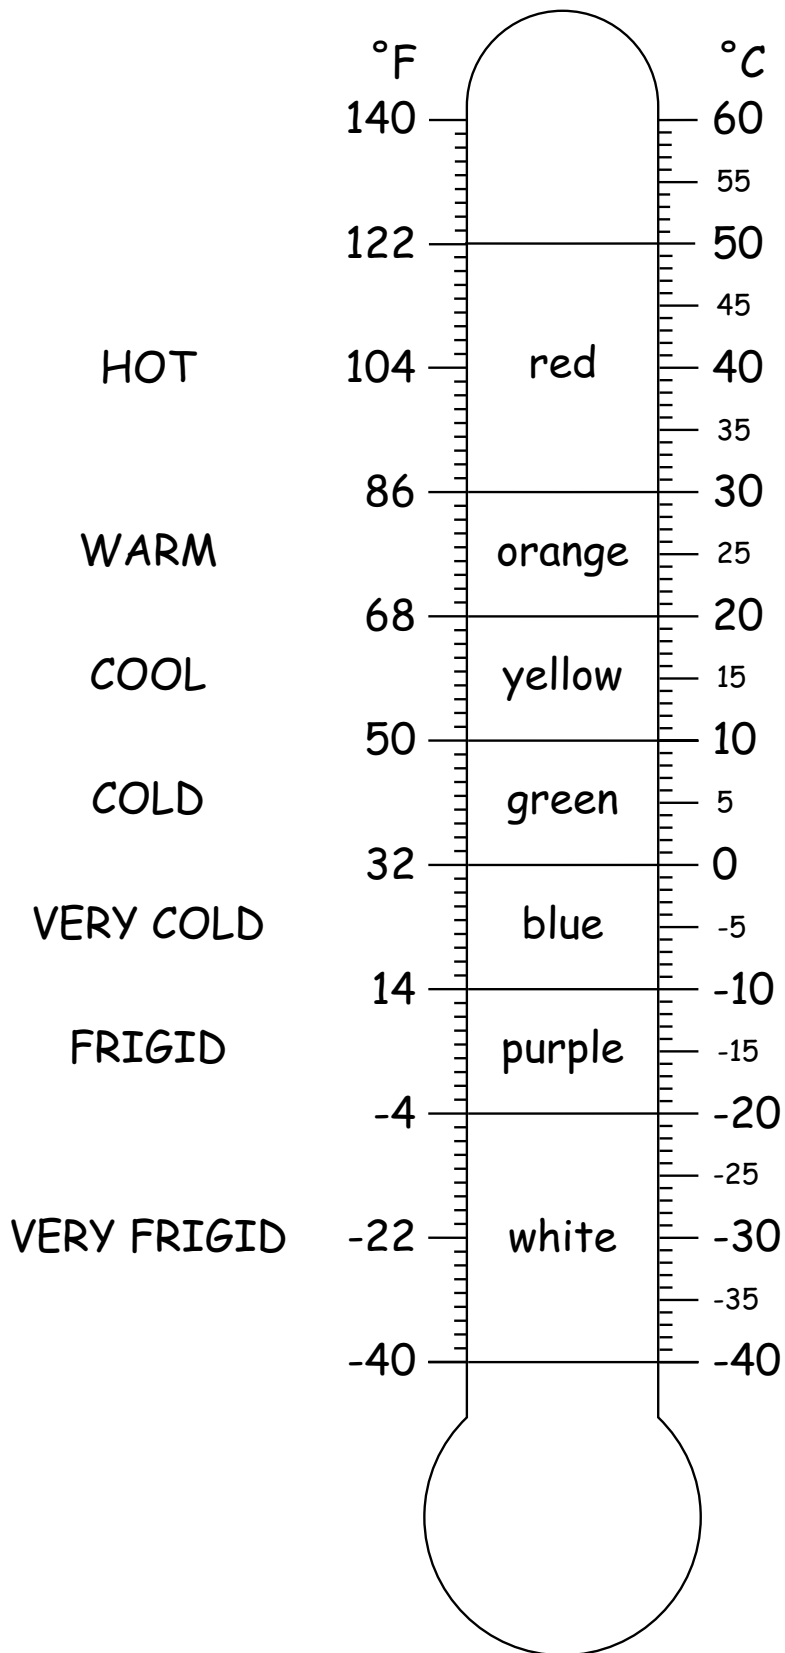 °F °C
140 60
55
122 50
45
HOT 104 red 40
35
86 30
WARM orange 25
68 20
COOL yellow 15
50 10
COLD green 5
32 0
VERY COLD blue -5
14 -10
FRIGID purple -15
-4 -20
-25
VERY FRIGID -22 white -30
-35
-40 -40